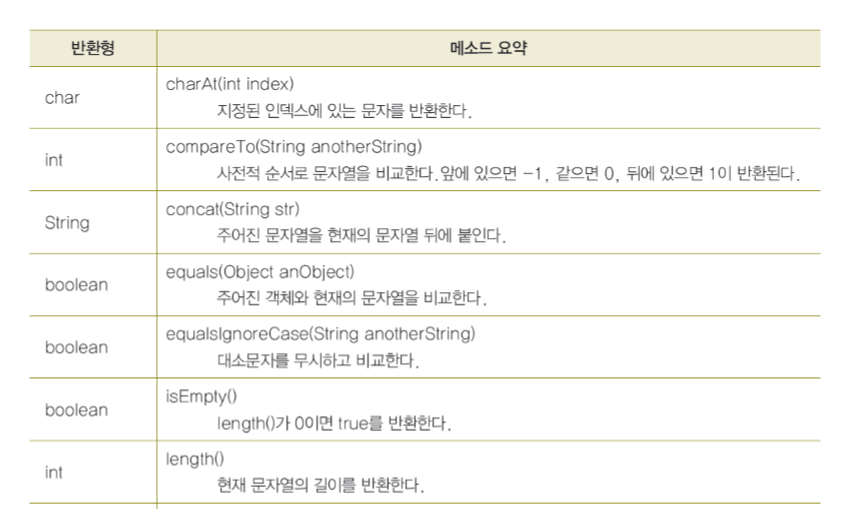 반환형 메소드 요약
char charAt(int index)
지정된 인덱스에 있는 문자를 반환한다.
int compareTo(String anotherString)
사전적 순서로 문자열을 비교한다.앞에 있으면 -1, 같으면 0, 뒤에 있으면 1이 반환된다.
String concat(String str)
주어진 문자열을 현재의 문자열 뒤에 붙인다.
boolean equals(Object anObject)
주어진 객체와 현재의 문자열을 비교한다.
boolean equalsIgnoreCase(String anotherString)
대소문자를 무시하고 비교한다.
boolean isEmpty()
length()가 0이면 true를 반환한다.
int length()
현재 문자열의 길이를 반환한다.